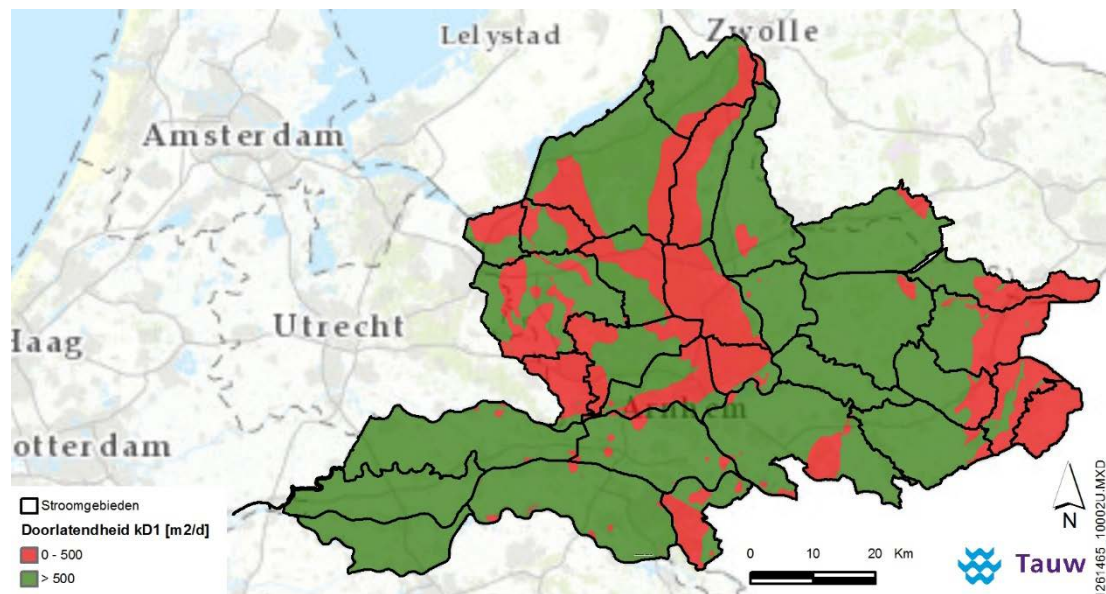 Lelystad
Zwolle
Amsterdam
Utrecht
Haag
Arnhem
otterdam
Stroomgebieden
Doorlatendheid kD1 [m2/d]
0 - 500
> 500
0 10 20 Km
N
Tauw
1261465 10002U.MXD